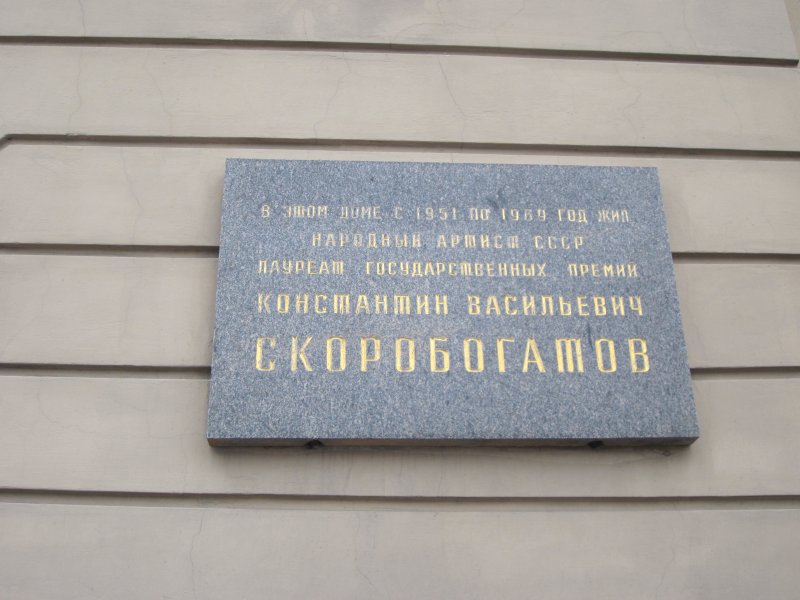 В ЭТОМ ДОМЕ С 1951 ПО 1969 ГОД ЖИЛ
НАРОДНЫЙ АРТИСТ СССР
ЛАУРЕАТ ГОСУДАРСТВЕННЫХ ПРЕМИЙ
КОНСТАНТИН ВАСИЛЬЕВИЧ
СКОРОБОГАТОВ